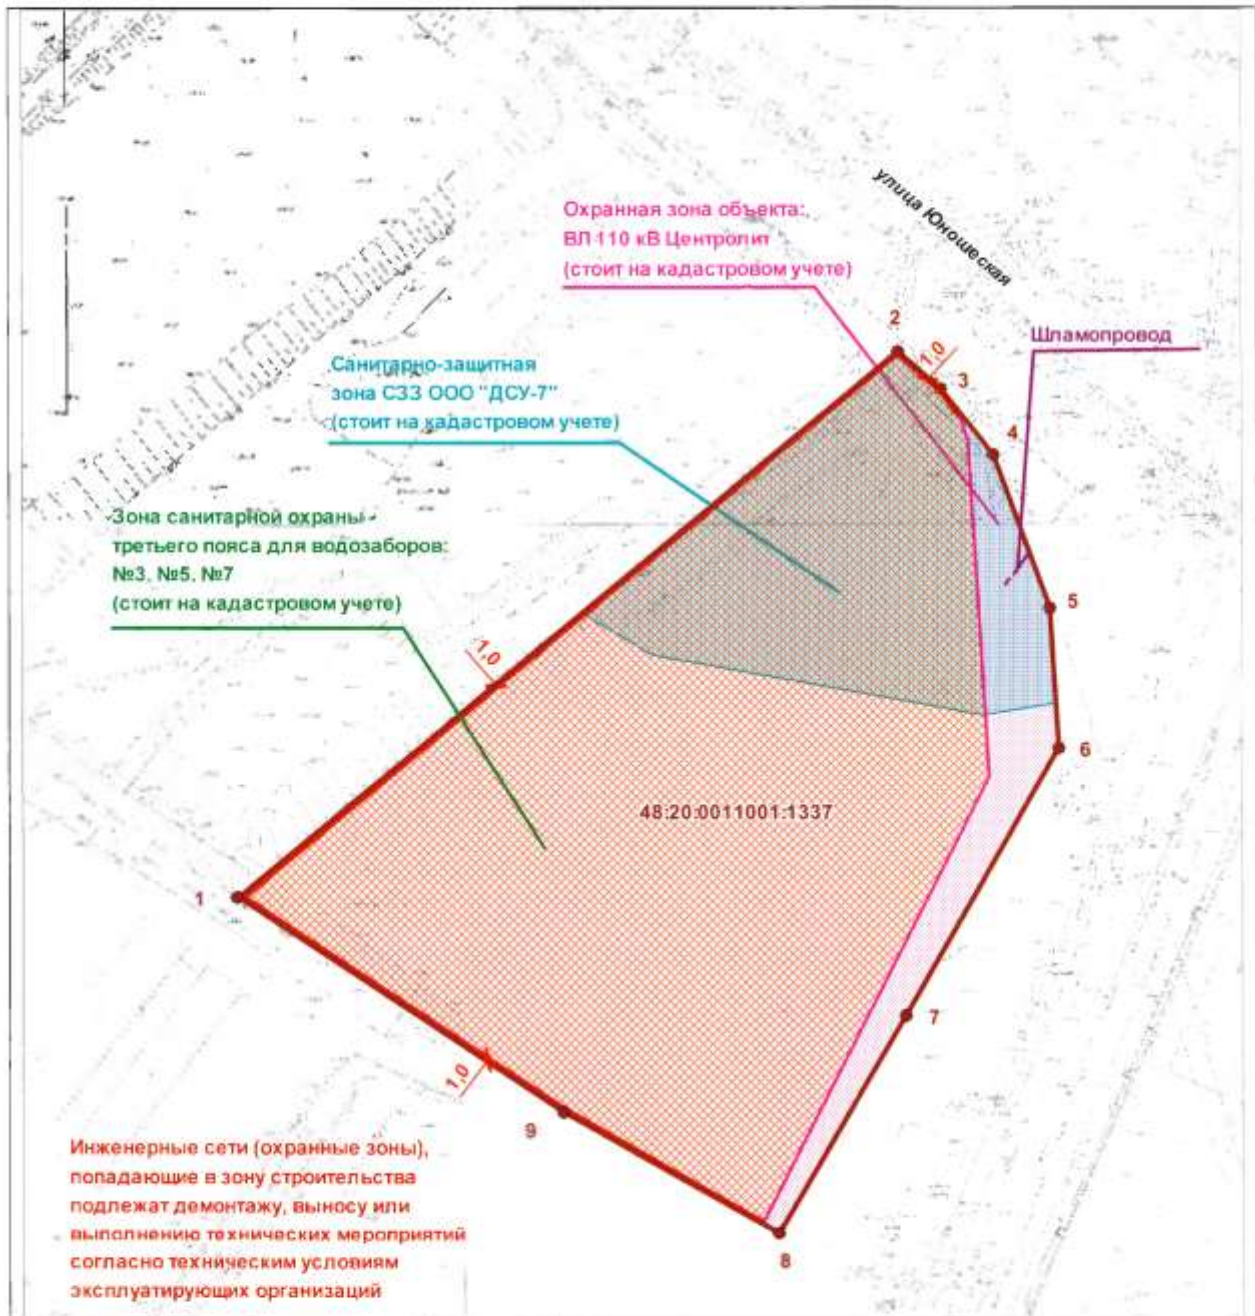 улица Юношеская
Охранная зона объекта:
ВЛ 110 кВ Центролит
(стоит на кадастровом учете)
2
Шламопровод
1,0
3
Санитарно-защитная
зона СЗЗ ООО "ДСУ-7"
(стоит на кадастровом учете)
4
Зона санитарной охраны
третьего пояса для водозаборов:
№3, №5, №7
(стоит на кадастровом учете)
5
1,0
6
48:20:0011001:1337
1
7
1,0
9
Инженерные сети (охранные зоны),
попадающие в зону строительства
подлежат демонтажу, выносу или
выполнению технических мероприятий
согласно техническим условиям
эксплуатирующих организаций
8